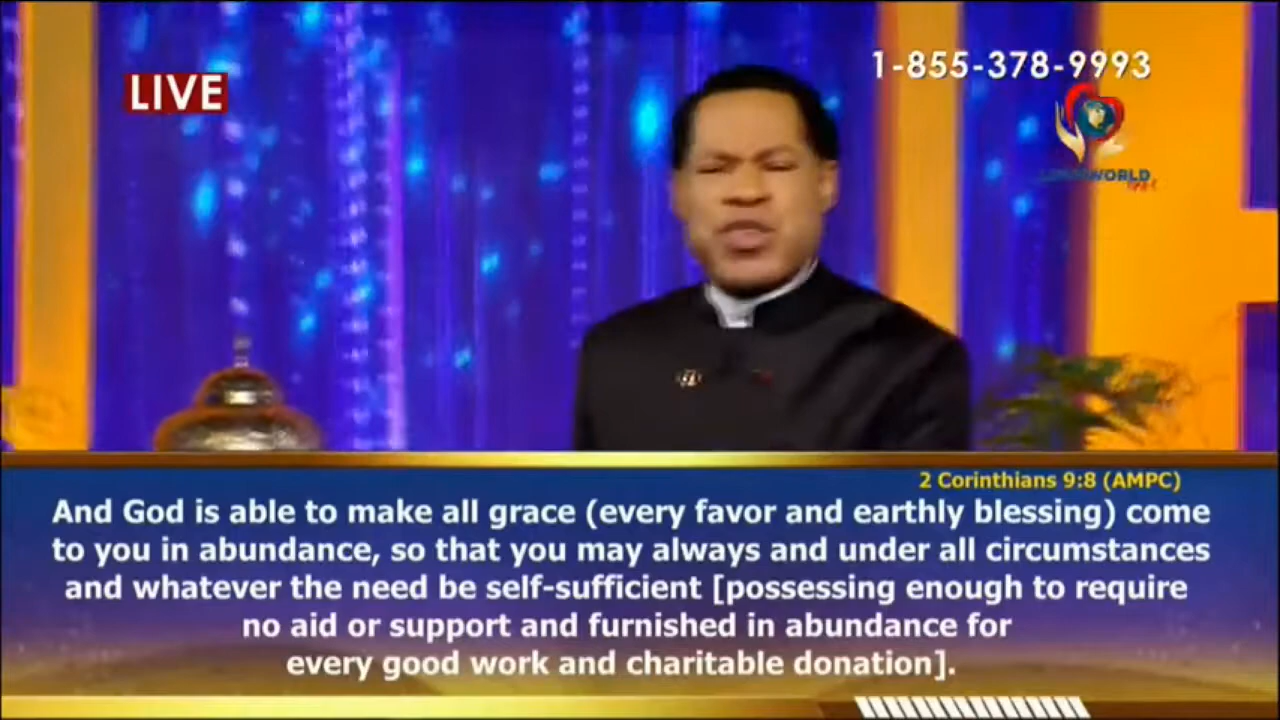 LIVE
1-855-378-9993
WORLD
2 Corinthians 9:8 (AMPC)
And God is able to make all grace (every favor and earthly blessing) come
to you in abundance, so that you may always and under all circumstances
and whatever the need be self-sufficient [possessing enough to require
no aid or support and furnished in abundance for
every good work and charitable donation].